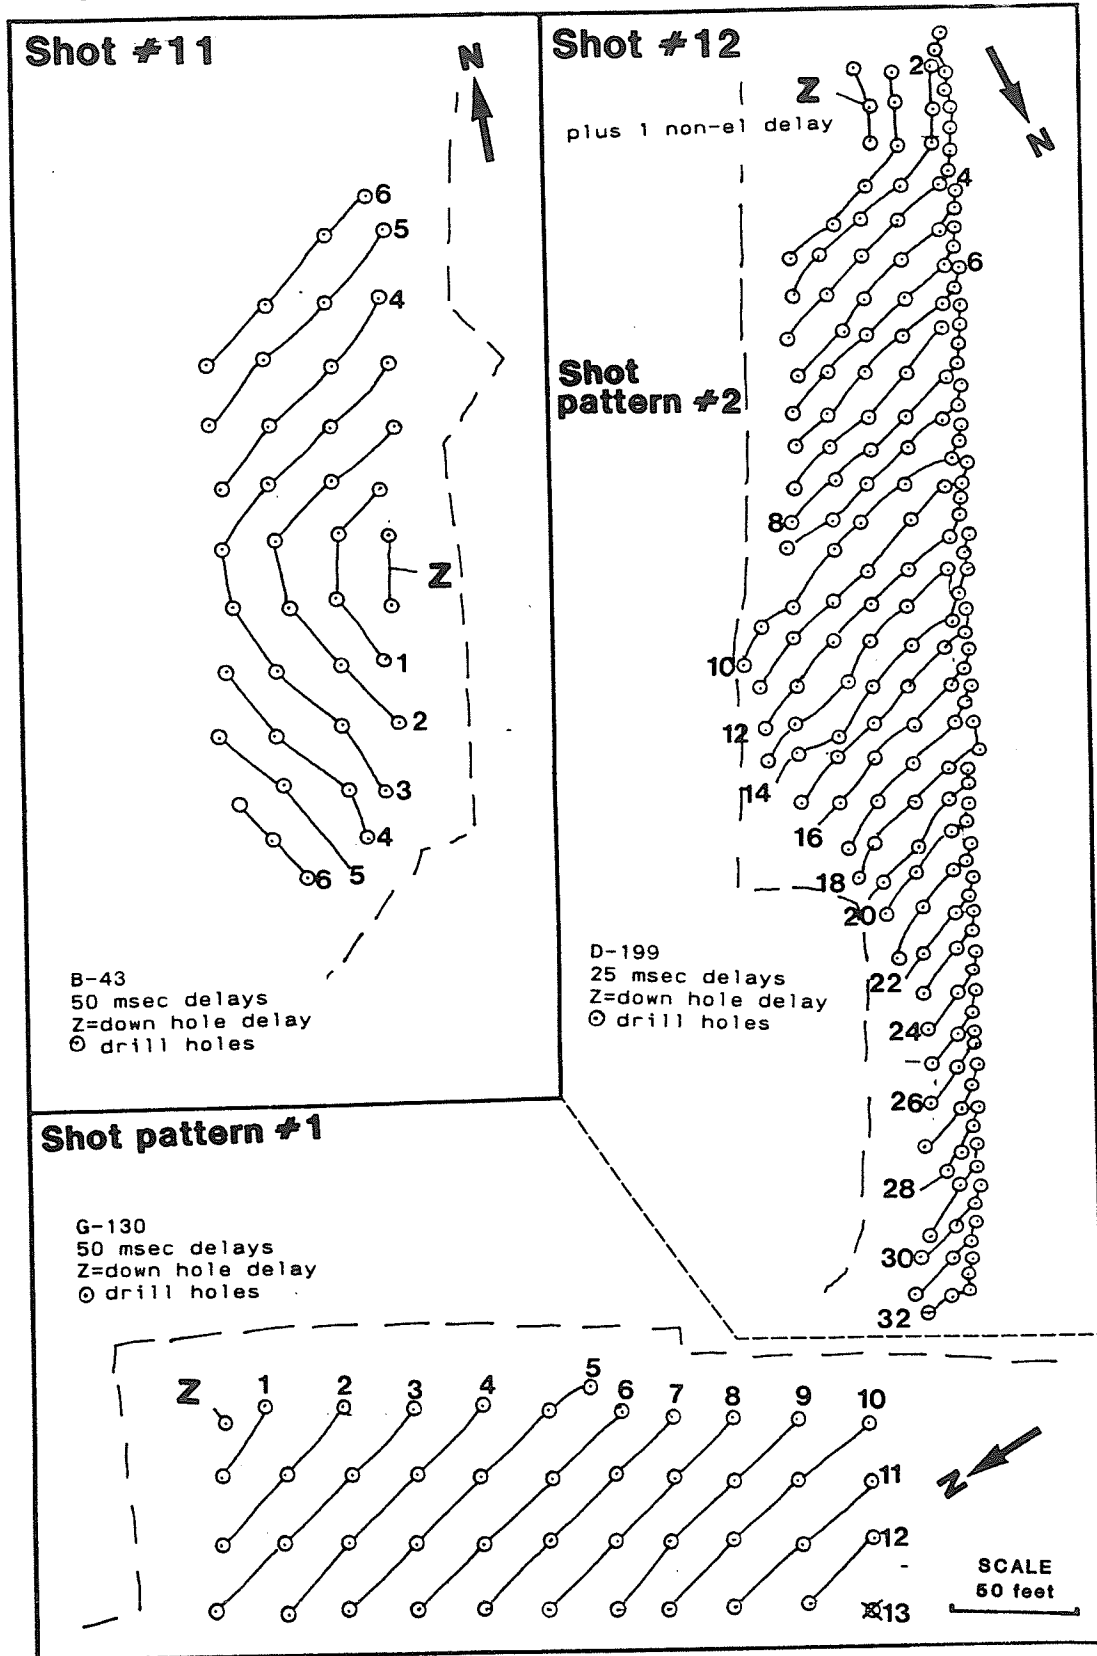 Shot #11
N
6
5
4
Z
1
2
3
4
6 5
B-43
50 msec delays
Z=down hole delay
⊙ drill holes
Shot #12
2
Z
plus 1 non-el delay
N
4
6
Shot
pattern #2
8
10
12
14
16
18
20
D-199
25 msec delays
Z=down hole delay
⊙ drill holes
22
24
26
28
30
32
Shot pattern #1
G-130
50 msec delays
Z=down hole delay
⊙ drill holes
Z 1 2 3 4 5 6 7 8 9 10
11
N
12
13
SCALE
50 feet